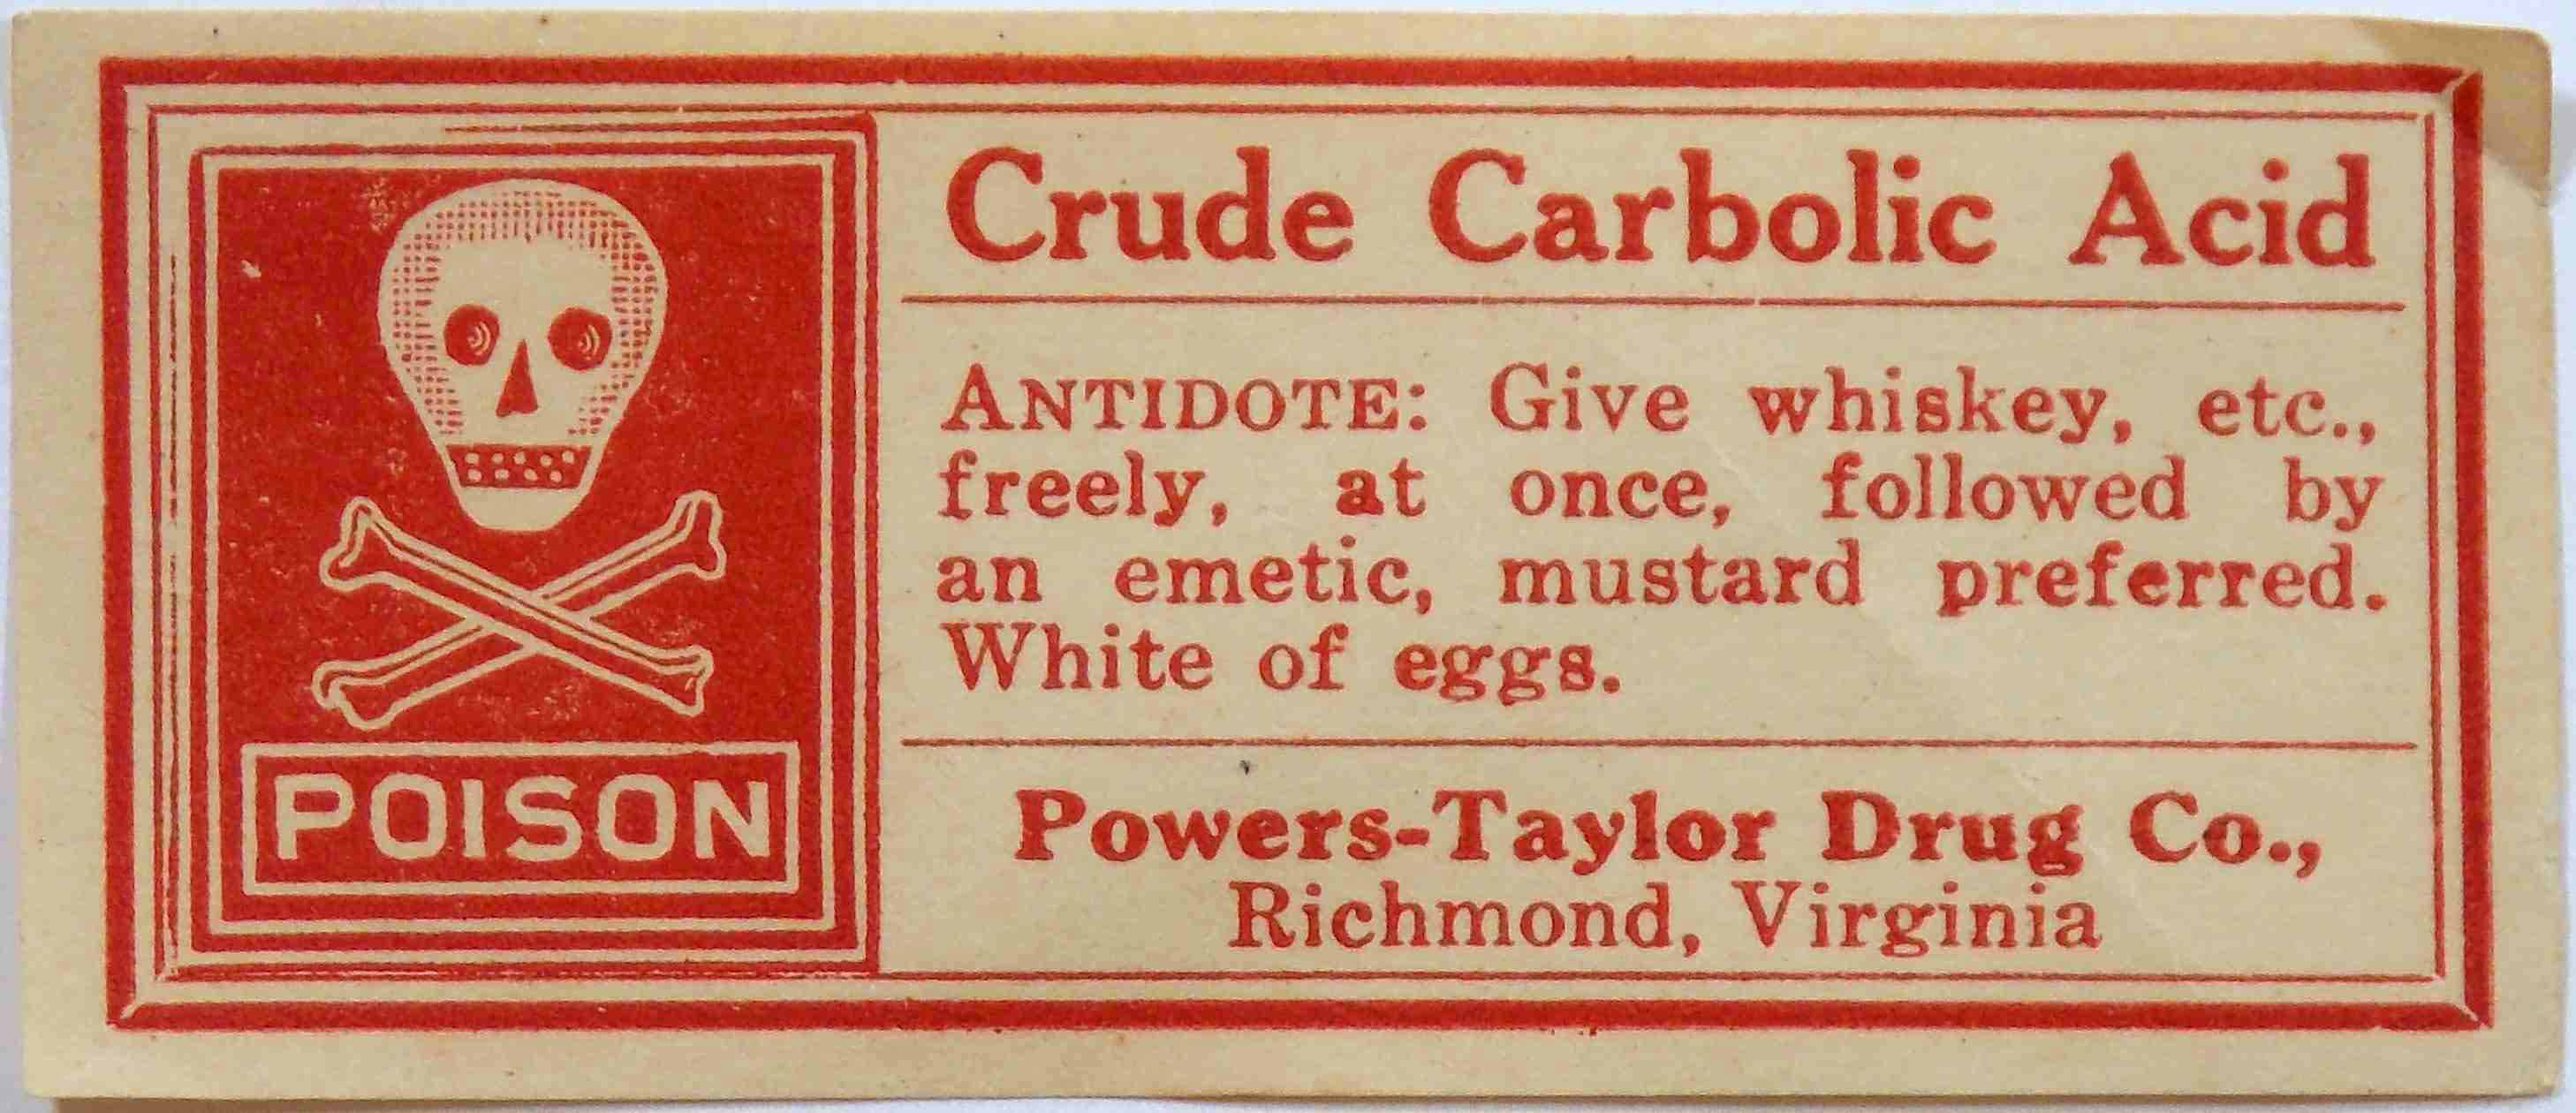 POISON
Crude Carbolic Acid
ANTIDOTE: Give whiskey, etc.,
freely, at once, followed by
an emetic, mustard preferred.
White of eggs.
Powers-Taylor Drug Co.,
Richmond, Virginia